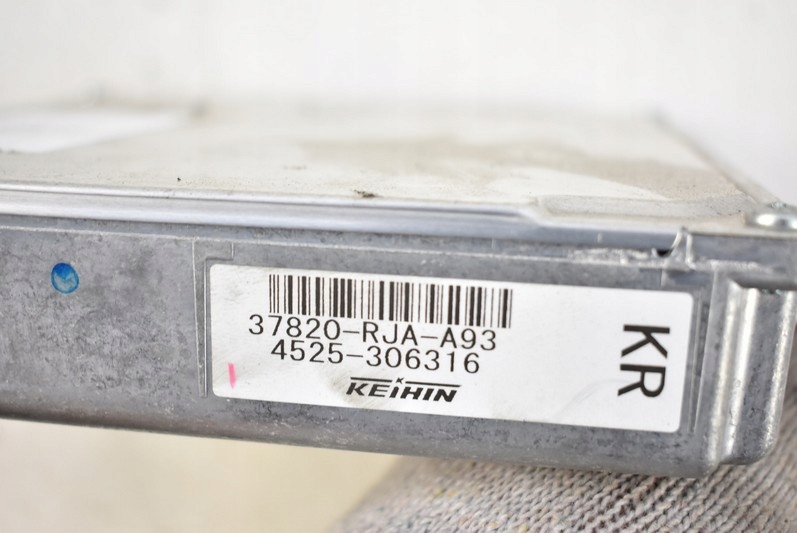 37820-RJA-A93
4525-306316
KEIHIN
KR